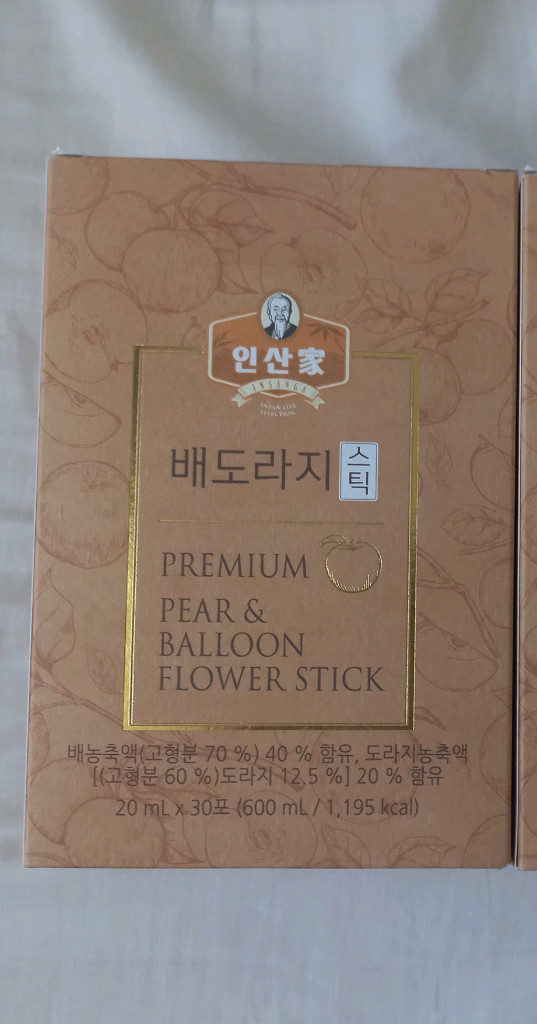 인산家
INSANGA
INSAN LIFE
SELECTION
배도라지 스틱
PREMIUM
PEAR &
BALLOON
FLOWER STICK
배농축액(고형분 70 %) 40 % 함유, 도라지농축액
[(고형분 60 %)도라지 12.5 %] 20 % 함유
20 mL x 30포 (600 mL / 1,195 kcal)